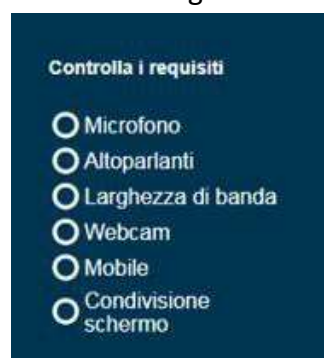 Controlla i requisiti
Microfono
Altoparlanti
Larghezza di banda
Webcam
Mobile
Condivisione
schermo